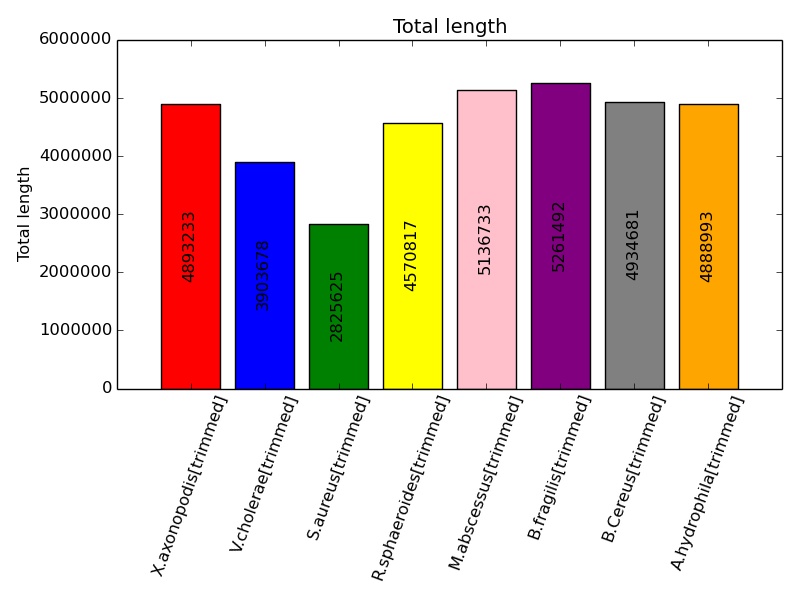 Total length
Total length
6000000
5000000
4000000
3000000
2000000
1000000
0
4893233
3903678
2825625
4570817
5136733
5261492
4934681
4888993
X.axonopodis[trimmed]
V.cholerae[trimmed]
S.aureus[trimmed]
R.sphaeroides[trimmed]
M.abscessus[trimmed]
B.fragilis[trimmed]
B.Cereus[trimmed]
A.hydrophila[trimmed]